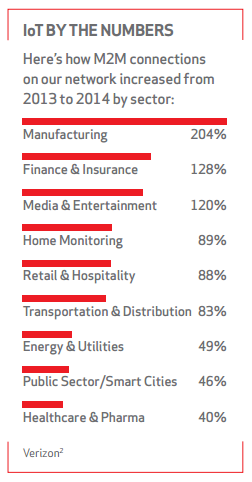 IoT BY THE NUMBERS
Here's how M2M connections
on our network increased from
2013 to 2014 by sector:
Manufacturing 204%
Finance & Insurance 128%
Media & Entertainment 120%
Home Monitoring 89%
Retail & Hospitality 88%
Transportation & Distribution 83%
Energy & Utilities 49%
Public Sector/Smart Cities 46%
Healthcare & Pharma 40%
Verizon²